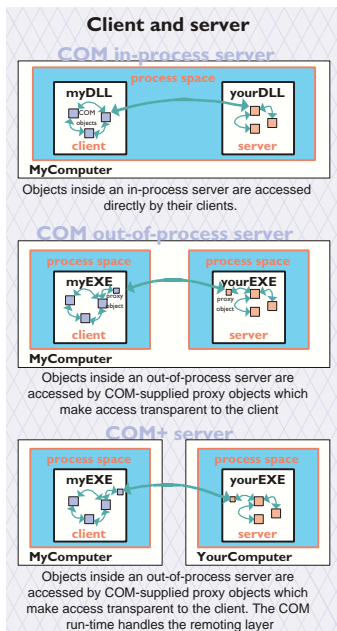 Client and server
COM in-process server
process space
myDLL
yourDLL
COM
objects
client
server
MyComputer
Objects inside an in-process server are accessed
directly by their clients.
COM out-of-process server
process space
process space
myEXE
yourEXE
proxy
object
proxy
object
client
server
MyComputer
Objects inside an out-of-process server are
accessed by COM-supplied proxy objects which
make access transparent to the client
COM+ server
process space
process space
myEXE
yourEXE
client
server
MyComputer
YourComputer
Objects inside an out-of-process server are
accessed by COM-supplied proxy objects which
make access transparent to the client. The COM
run-time handles the remoting layer